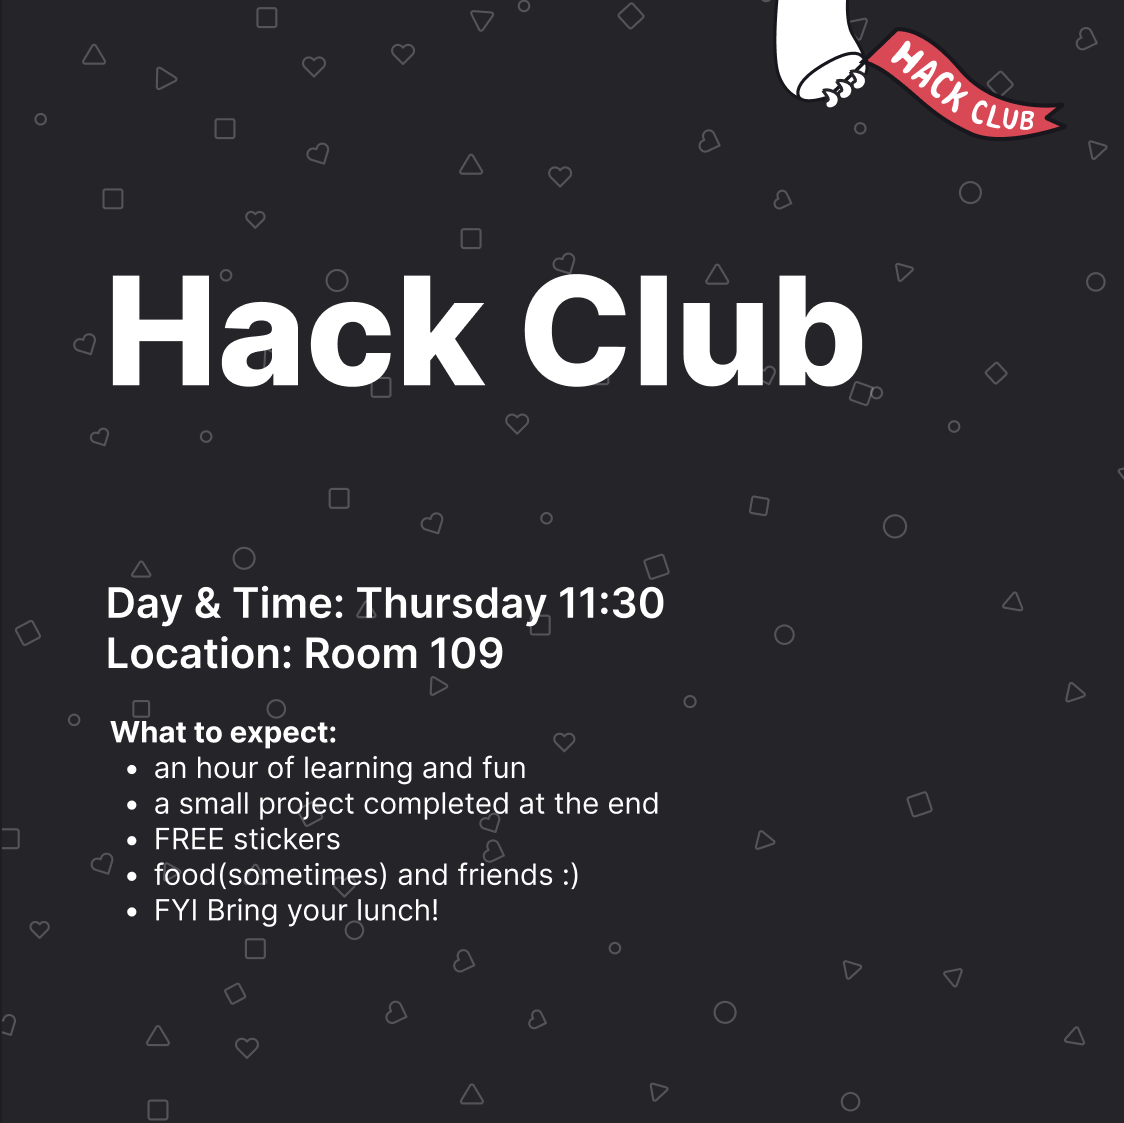 HACK CLUB
Hack Club
Day & Time: Thursday 11:30
Location: Room 109
What to expect:
• an hour of learning and fun
• a small project completed at the end
• FREE stickers
• food(sometimes) and friends :)
• FYI Bring your lunch!